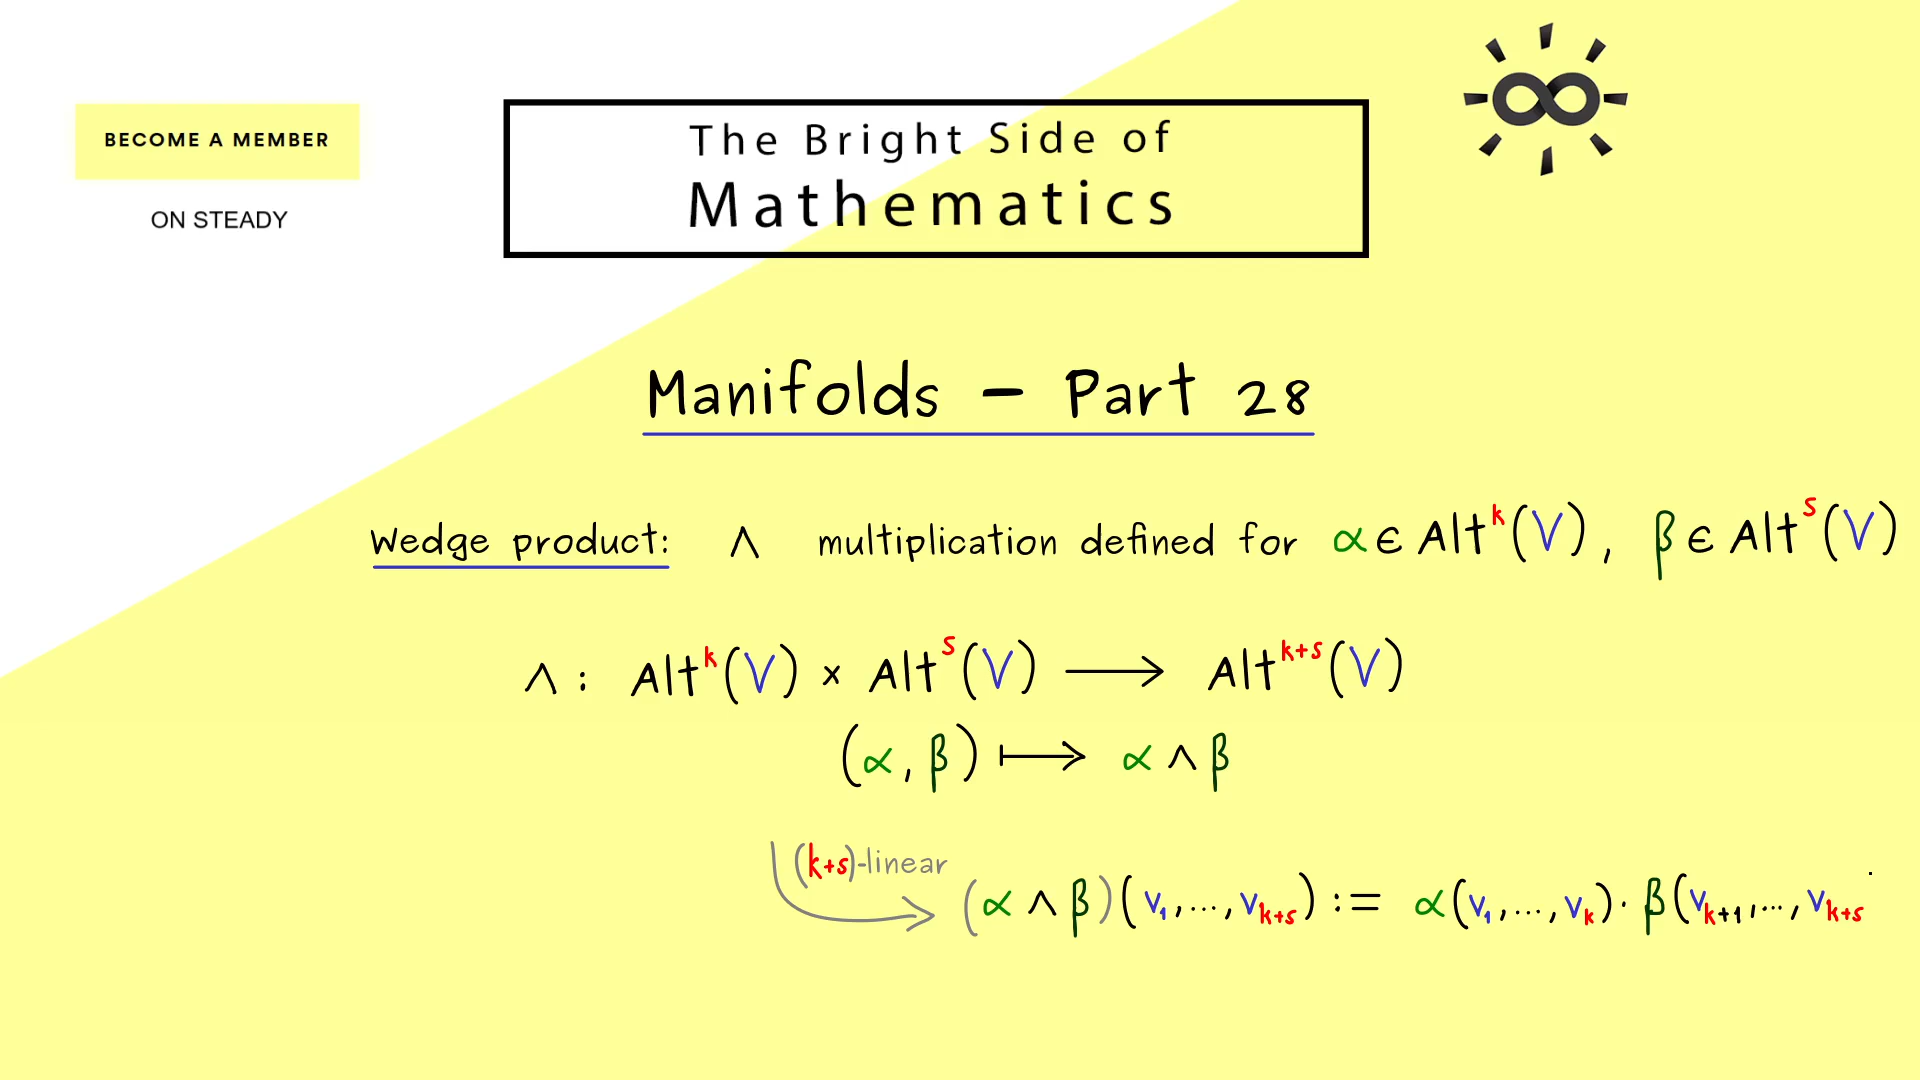 BECOME A MEMBER
ON STEADY
The Bright Side of
Mathematics
Manifolds - Part 28
Wedge product: ∧ multiplication defined for α ∈ Alt^k(V), β ∈ Alt^s(V)
∧ : Alt^k(V) × Alt^s(V) ⟶ Alt^{k+s}(V)
(α, β) ⟼ α ∧ β
(k+s)-linear
(α ∧ β)(v_1, ..., v_{k+s}) := α(v_1, ..., v_k) · β(v_{k+1}, ..., v_{k+s}